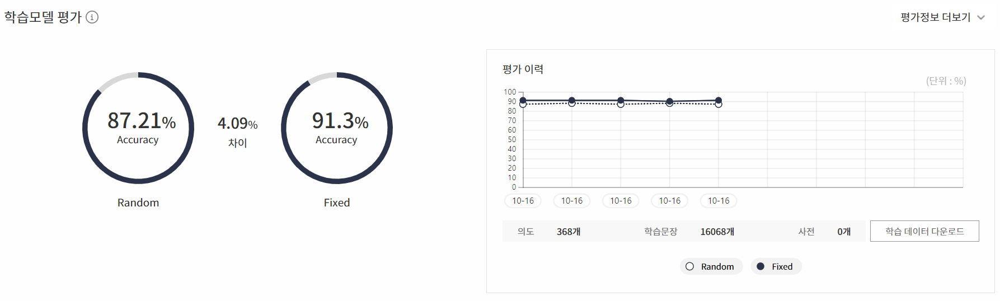 학습모델 평가
평가정보 더보기
87.21%
Accuracy
Random
4.09%
차이
91.3%
Accuracy
Fixed
평가 이력
(단위 : %)
100
90
80
70
60
50
40
30
20
10
0
10-16 10-16 10-16 10-16 10-16
의도 368개 학습문장 16068개 사전 0개 학습 데이터 다운로드
Random Fixed